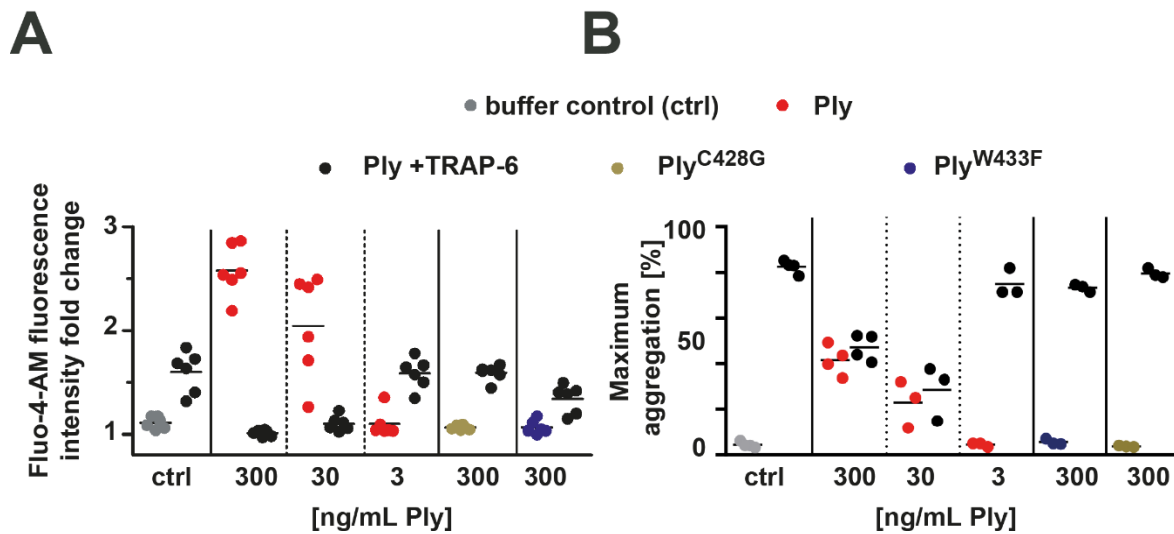 A
B
buffer control (ctrl)
Ply
Ply +TRAP-6
Ply^C428G
Ply^W433F
Fluo-4-AM fluorescence
intensity fold change
3
2
1
ctrl
300
30
3
300
300
[ng/mL Ply]
Maximum
aggregation [%]
100
50
0
ctrl
300
30
3
300
300
[ng/mL Ply]